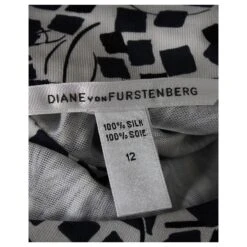 DIANE VON FURSTENBERG
100% SILK
100% SOIE
12